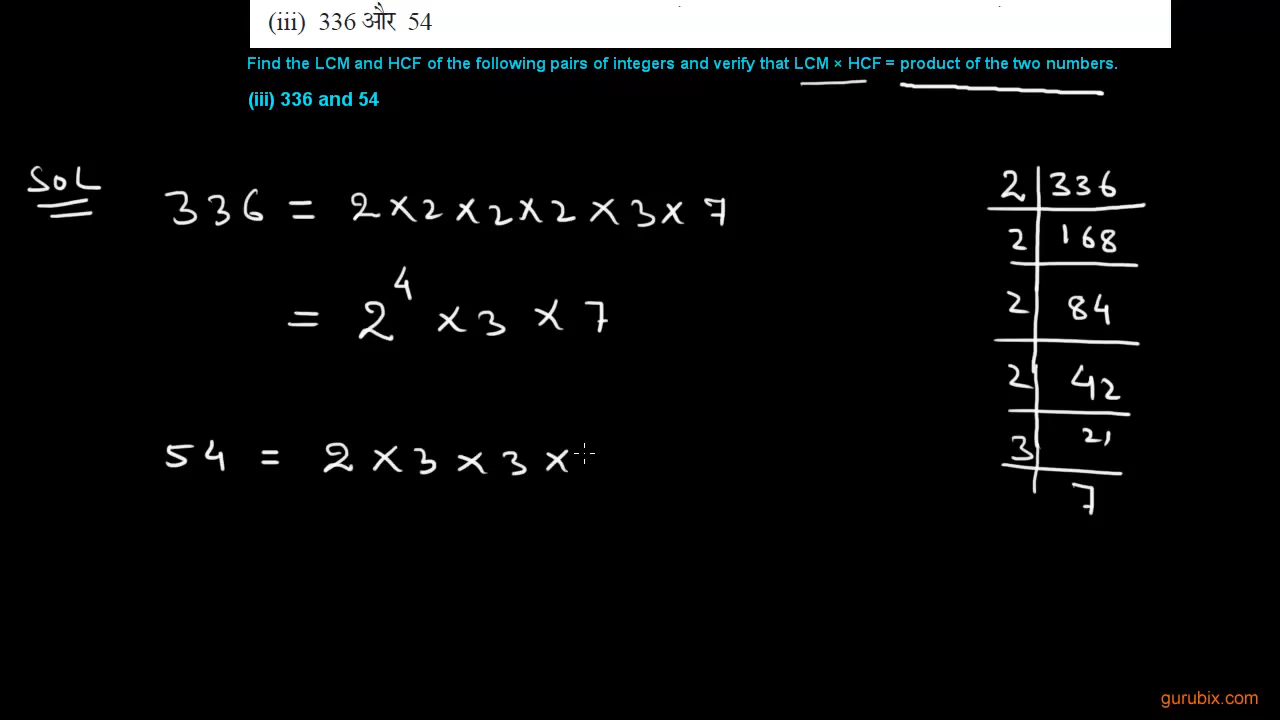 (iii) 336 और 54
Find the LCM and HCF of the following pairs of integers and verify that LCM × HCF = product of the two numbers.
(iii) 336 and 54
SOL
336 = 2 × 2 × 2 × 2 × 3 × 7
= 2⁴ × 3 × 7
54 = 2 × 3 × 3 ×
2 | 336
2 | 168
2 | 84
2 | 42
3 | 21
| 7
gurubix.com